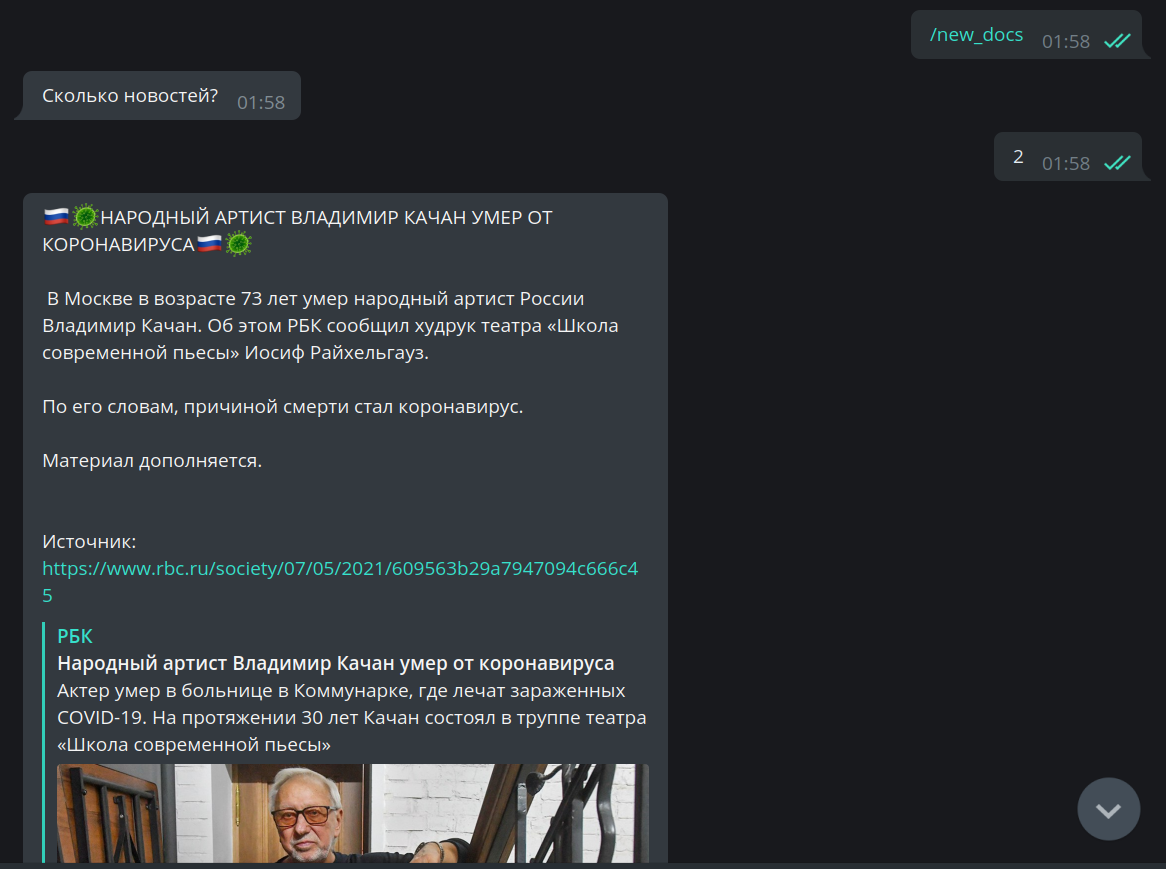 /new_docs 01:58
Сколько новостей? 01:58
2 01:58
🇷🇺🦠НАРОДНЫЙ АРТИСТ ВЛАДИМИР КАЧАН УМЕР ОТ
КОРОНАВИРУСА🇷🇺🦠
В Москве в возрасте 73 лет умер народный артист России
Владимир Качан. Об этом РБК сообщил худрук театра «Школа
современной пьесы» Иосиф Райхельгауз.
По его словам, причиной смерти стал коронавирус.
Материал дополняется.
Источник:
https://www.rbc.ru/society/07/05/2021/609563b29a7947094c666c4
5
РБК
Народный артист Владимир Качан умер от коронавируса
Актер умер в больнице в Коммунарке, где лечат зараженных
COVID-19. На протяжении 30 лет Качан состоял в труппе театра
«Школа современной пьесы»